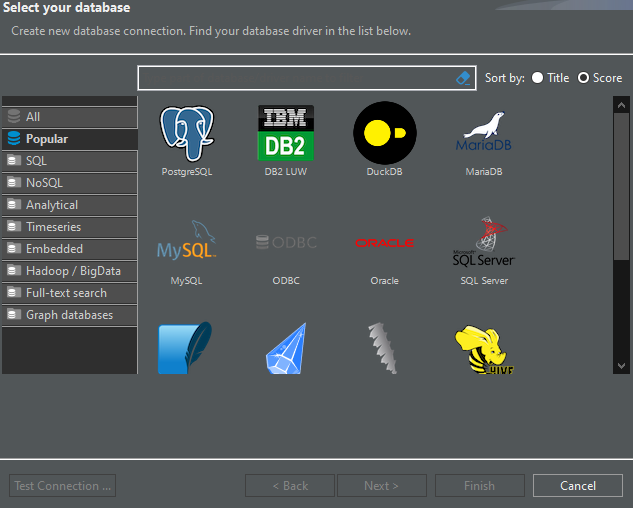 Select your database
Create new database connection. Find your database driver in the list below.
Sort by: Title Score
All
Popular
SQL
NoSQL
Analytical
Timeseries
Embedded
Hadoop / BigData
Full-text search
Graph databases
IBM
DB2
PostgreSQL
DB2 LUW
DuckDB
MariaDB
MariaDB
MySQL
ODBC
ORACLE
Microsoft
SQL Server
MySQL
ODBC
Oracle
SQL Server
HIVE
Test Connection ...
< Back
Next >
Finish
Cancel